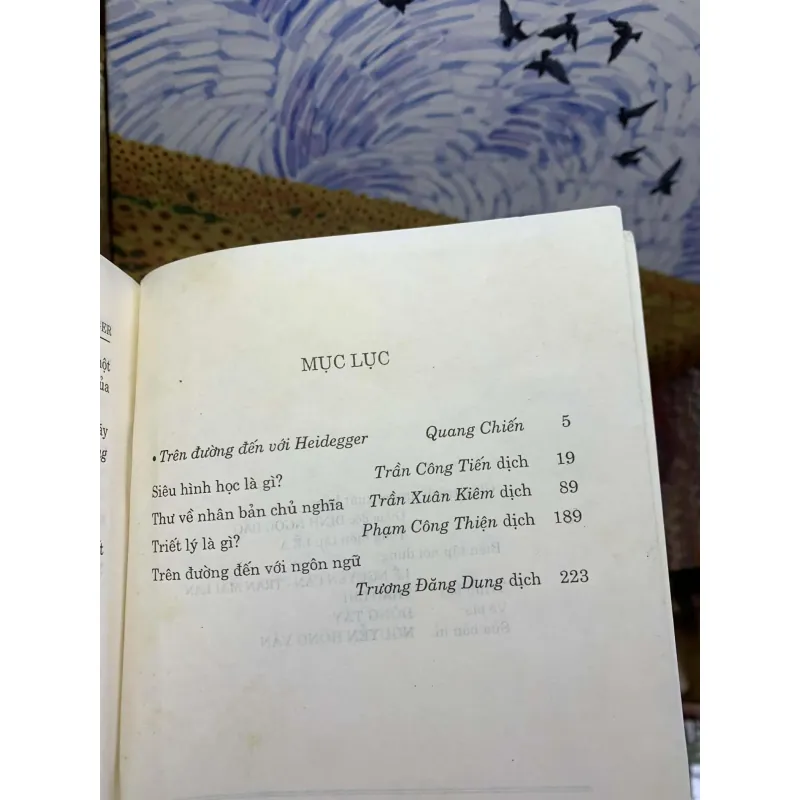 MỤC LỤC
• Trên đường đến với Heidegger Quang Chiến 5
Siêu hình học là gì? Trần Công Tiến dịch 19
Thư về nhân bản chủ nghĩa Trần Xuân Kiêm dịch 89
Triết lý là gì? Phạm Công Thiện dịch 189
Trên đường đến với ngôn ngữ
Trương Đăng Dung dịch 223